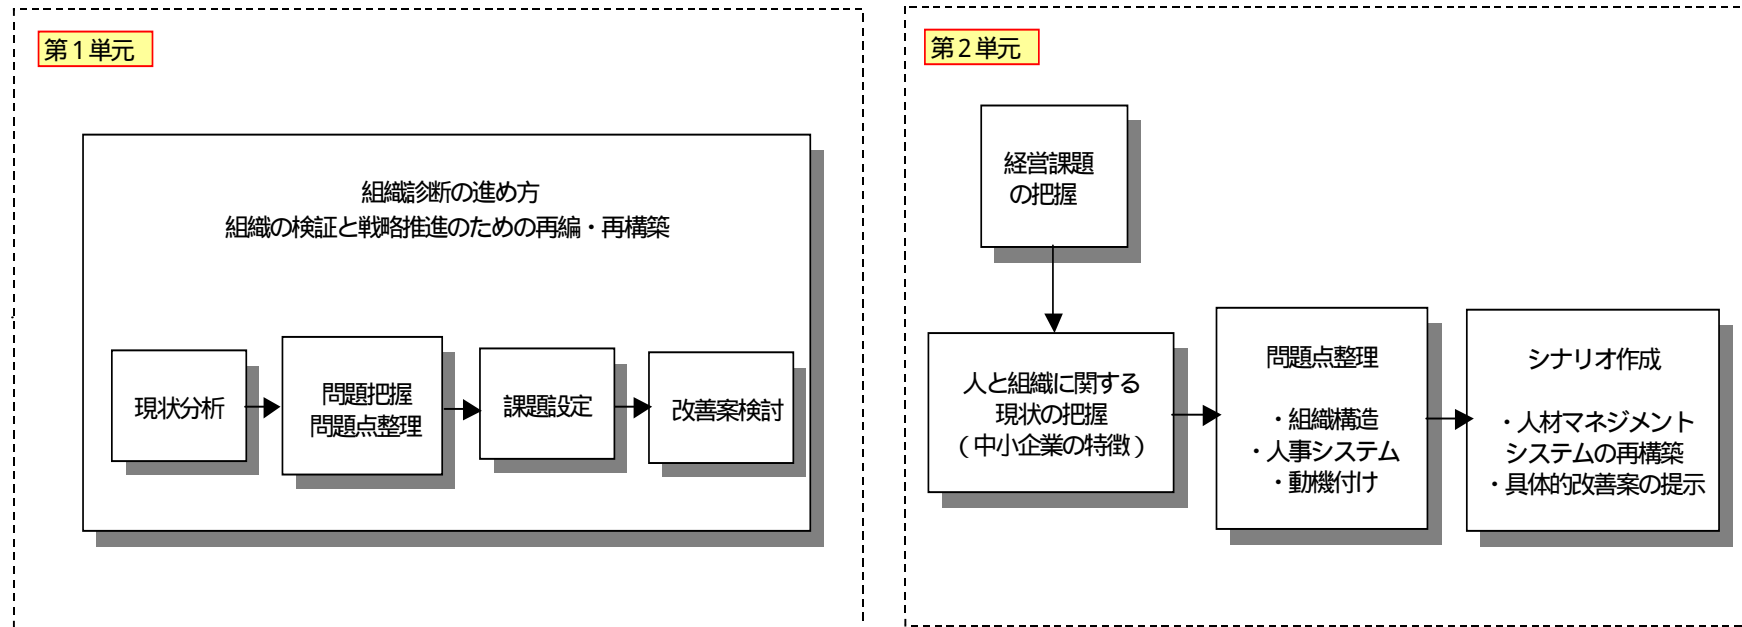 第1単元
組織診断の進め方
組織の検証と戦略推進のための再編・再構築
現状分析
問題把握
問題点整理
課題設定
改善案検討
第2単元
経営課題
の把握
人と組織に関する
現状の把握
(中小企業の特徴)
問題点整理
・組織構造
・人事システム
・動機付け
シナリオ作成
・人材マネジメント
システムの再構築
・具体的改善案の提示